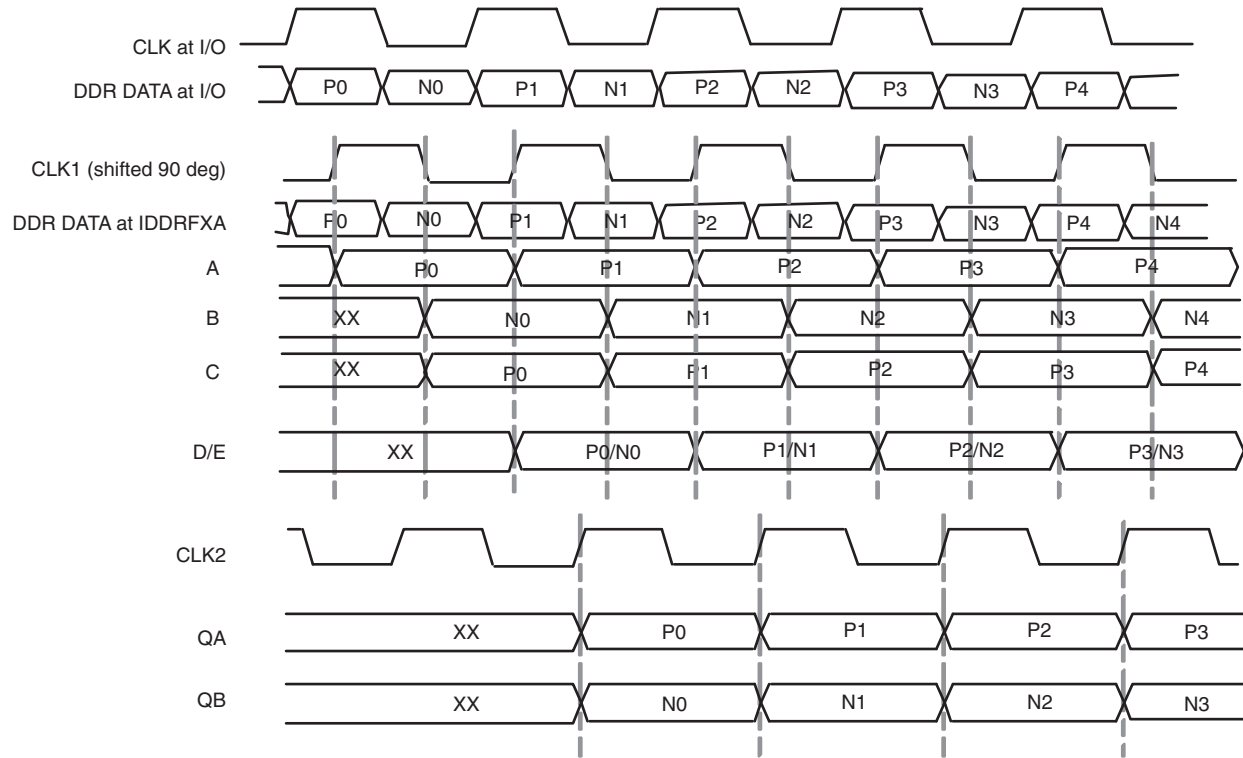 CLK at I/O
DDR DATA at I/O P0 N0 P1 N1 P2 N2 P3 N3 P4
CLK1 (shifted 90 deg)
DDR DATA at IDDRFXA P0 N0 P1 N1 P2 N2 P3 N3 P4 N4
A P0 P1 P2 P3 P4
B XX N0 N1 N2 N3 N4
C XX P0 P1 P2 P3 P4
D/E XX P0/N0 P1/N1 P2/N2 P3/N3
CLK2
QA XX P0 P1 P2 P3
QB XX N0 N1 N2 N3